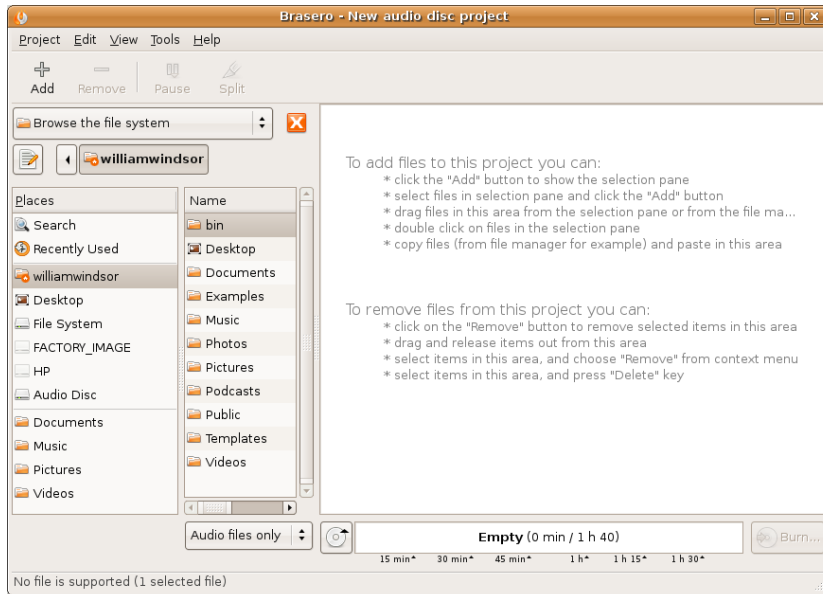 Brasero - New audio disc project
Project Edit View Tools Help
Add Remove Pause Split
Browse the file system
williamwindsor
Places
Search
Recently Used
williamwindsor
Desktop
File System
FACTORY_IMAGE
HP
Audio Disc
Documents
Music
Pictures
Videos
Name
bin
Desktop
Documents
Examples
Music
Photos
Pictures
Podcasts
Public
Templates
Videos
Audio files only
To add files to this project you can:
* click the "Add" button to show the selection pane
* select files in selection pane and click the "Add" button
* drag files in this area from the selection pane or from the file ma...
* double click on files in the selection pane
* copy files (from file manager for example) and paste in this area
To remove files from this project you can:
* click on the "Remove" button to remove selected items in this area
* drag and release items out from this area
* select items in this area, and choose "Remove" from context menu
* select items in this area, and press "Delete" key
Empty (0 min / 1 h 40)
Burn...
15 min 30 min 45 min 1 h 1 h 15 1 h 30
No file is supported (1 selected file)